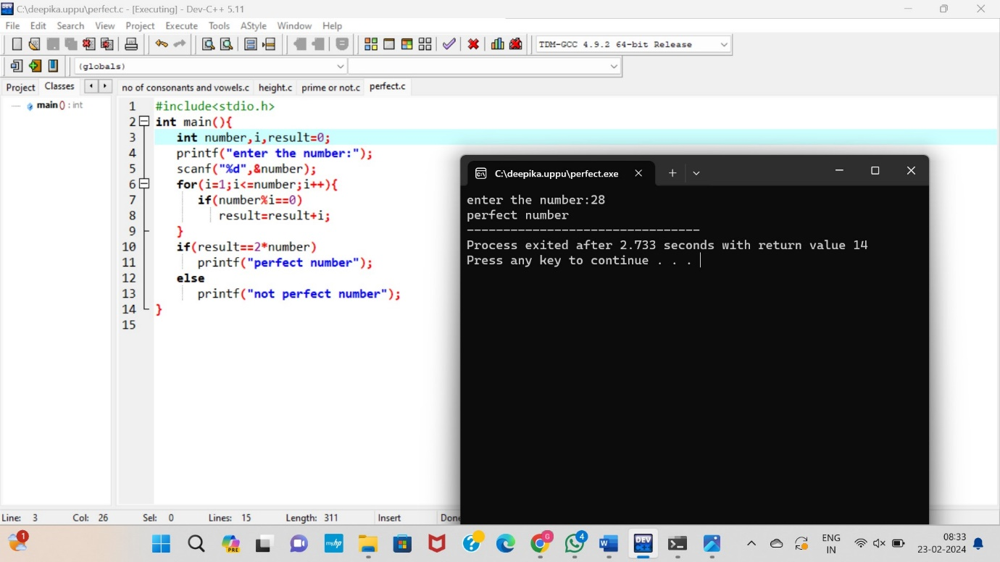 C:\deepika.uppu\perfect.c - [Executing] - Dev-C++ 5.11
File Edit Search View Project Execute Tools AStyle Window Help
TDM-GCC 4.9.2 64-bit Release
(globals)
Project Classes
no of consonants and vowels.c height.c prime or not.c perfect.c
main () : int
1 #include<stdio.h>
2 int main(){
3 int number,i,result=0;
4 printf("enter the number:");
5 scanf("%d",&number);
6 for(i=1;i<=number;i++){
7 if(number%i==0)
8 result=result+i;
9 }
10 if(result==2*number)
11 printf("perfect number");
12 else
13 printf("not perfect number");
14 }
15
C:\deepika.uppu\perfect.exe
enter the number:28
perfect number
--------------------------------
Process exited after 2.733 seconds with return value 14
Press any key to continue . . .
Line: 3 Col: 26 Sel: 0 Lines: 15 Length: 311 Insert Done
1
PRE
myhp
G
4
W
DEV
C++
ENG
IN
08:33
23-02-2024